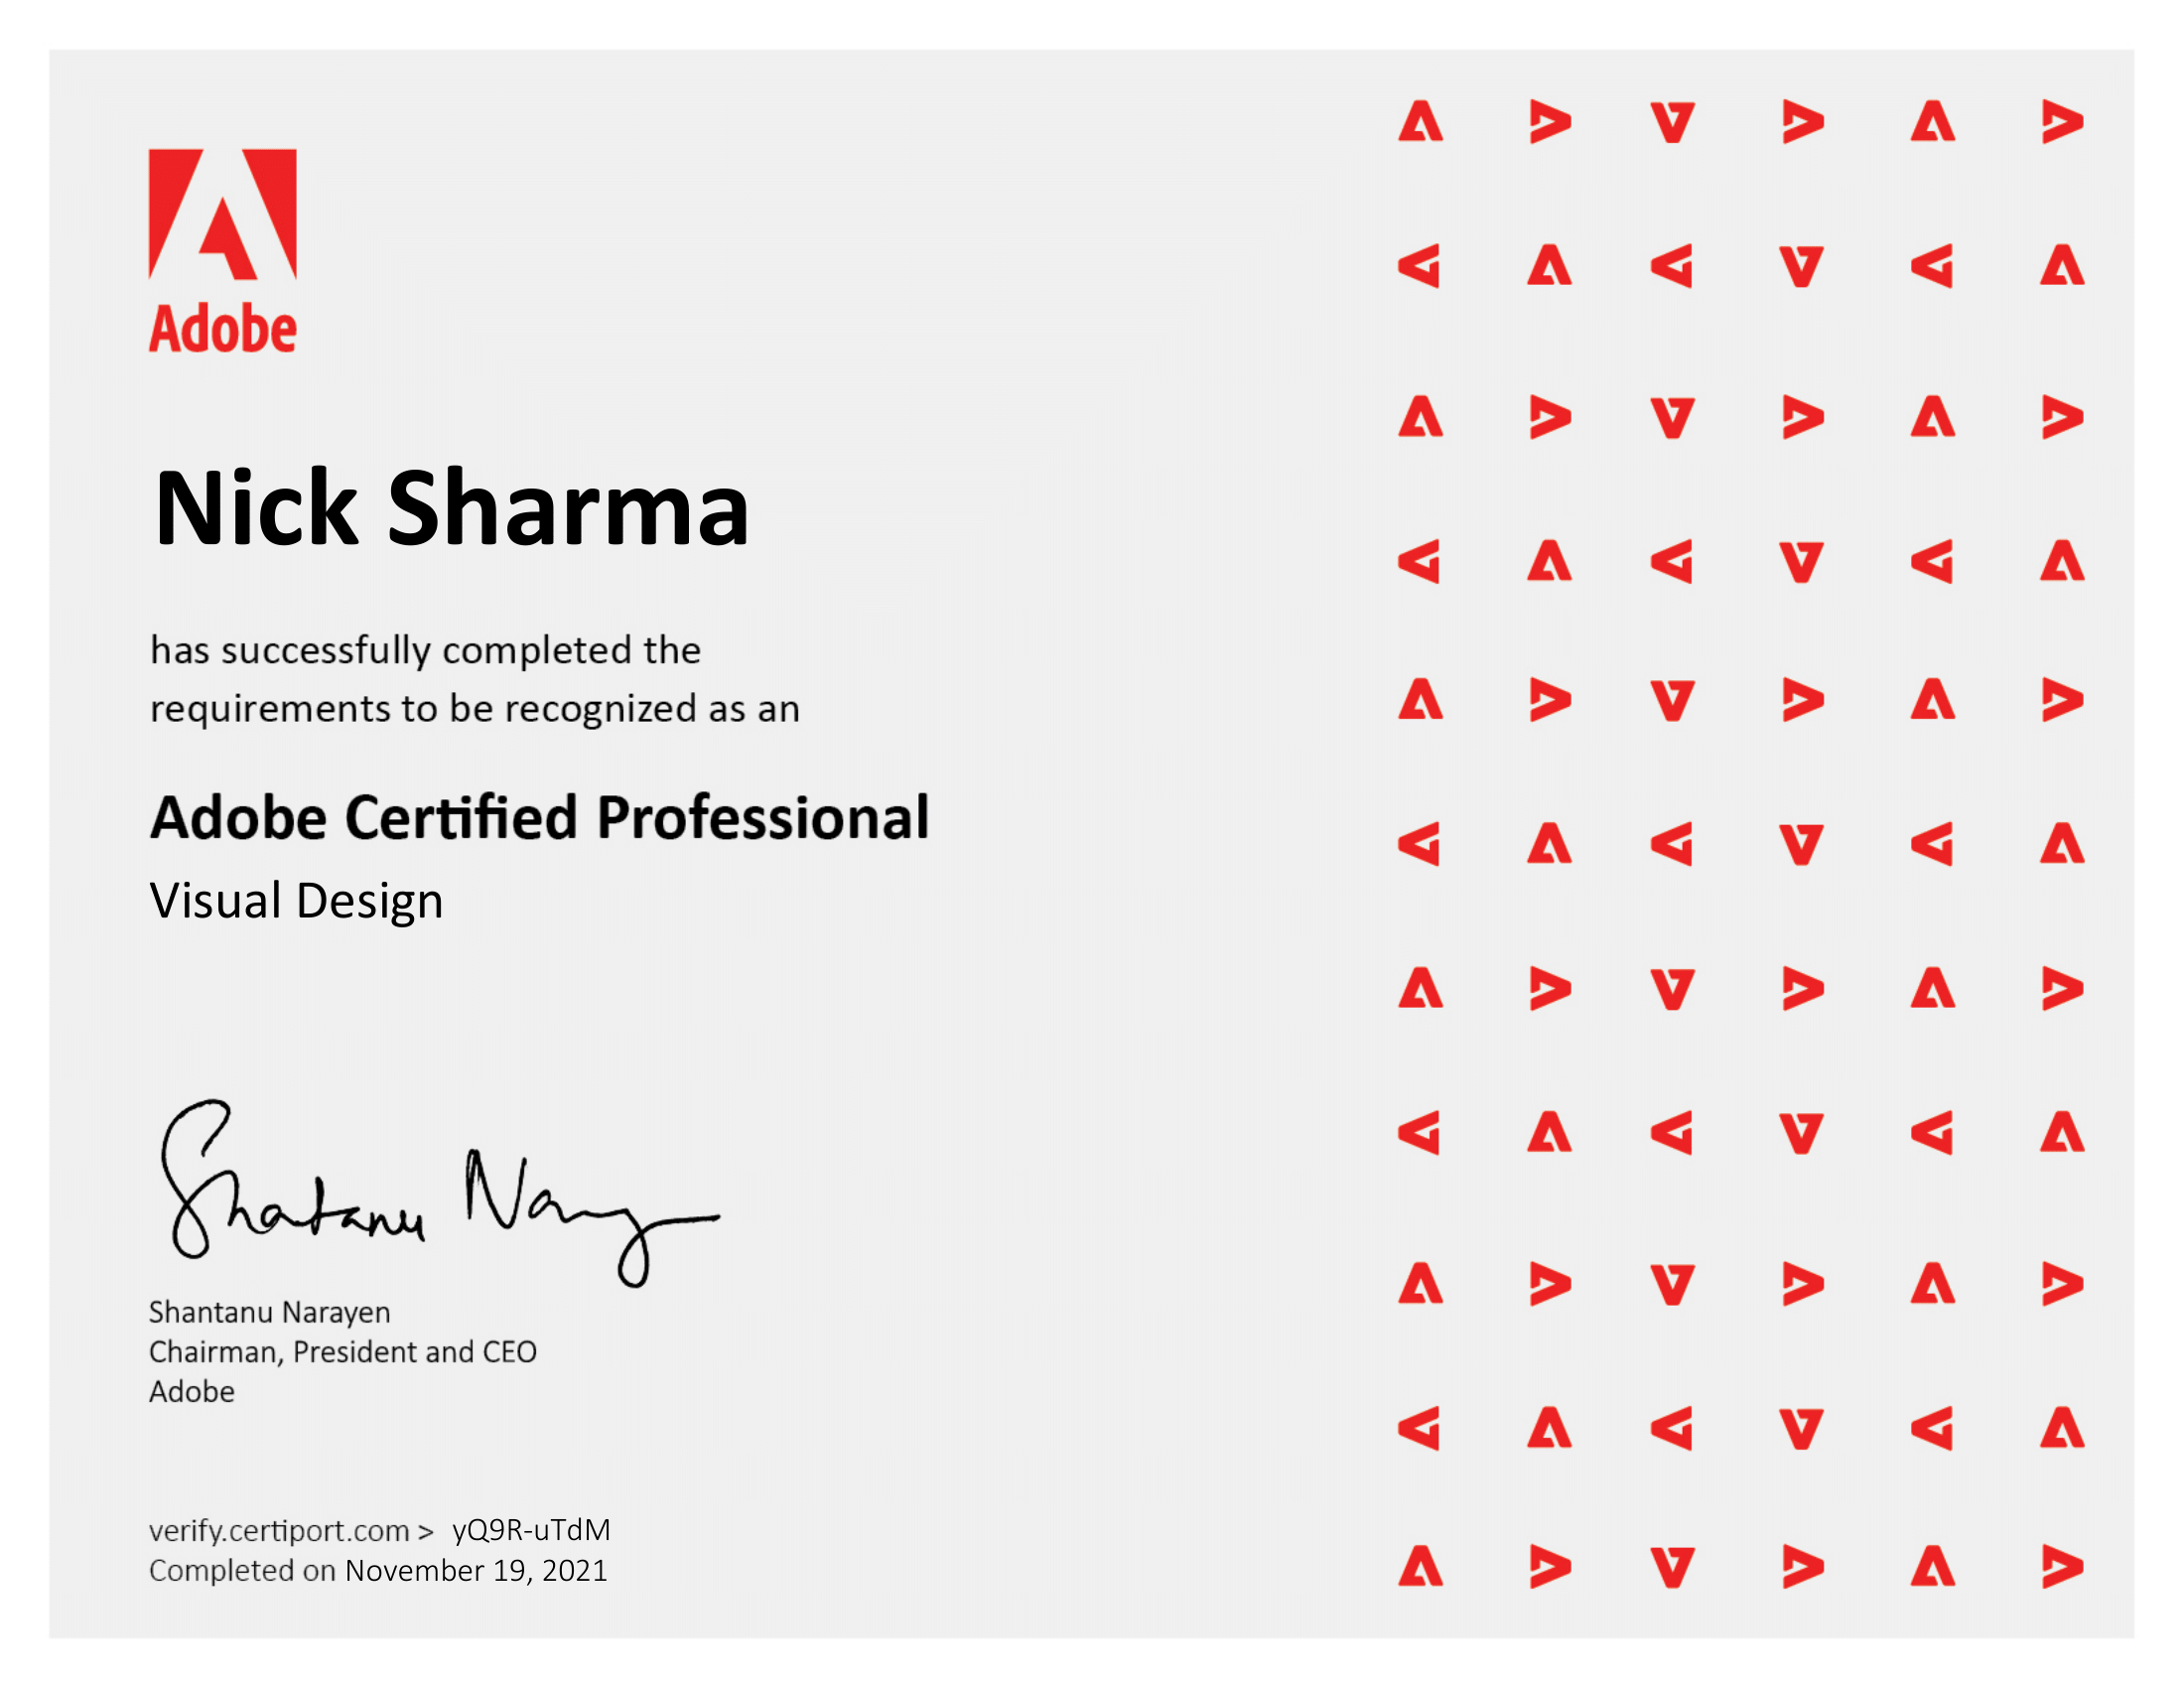 Adobe
Nick Sharma
has successfully completed the
requirements to be recognized as an
Adobe Certified Professional
Visual Design
Shantanu Naray
Shantanu Narayen
Chairman, President and CEO
Adobe
verify.certiport.com > yQ9R-uTdM
Completed on November 19, 2021